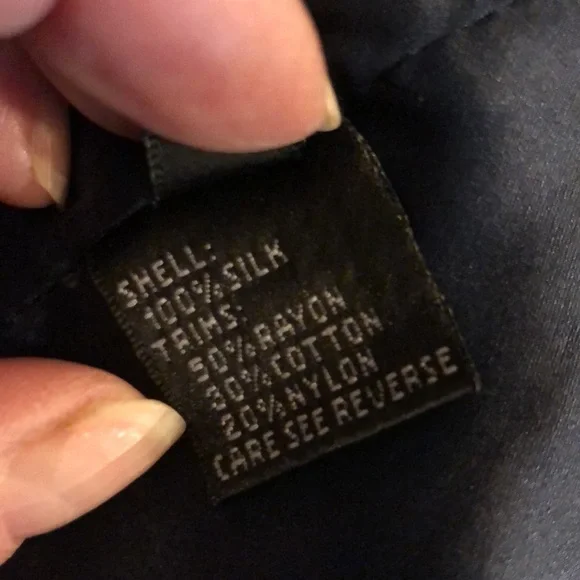 SHELL:
100% SILK
TRIMS:
50% RAYON
30% COTTON
20% NYLON
CARE SEE REVERSE